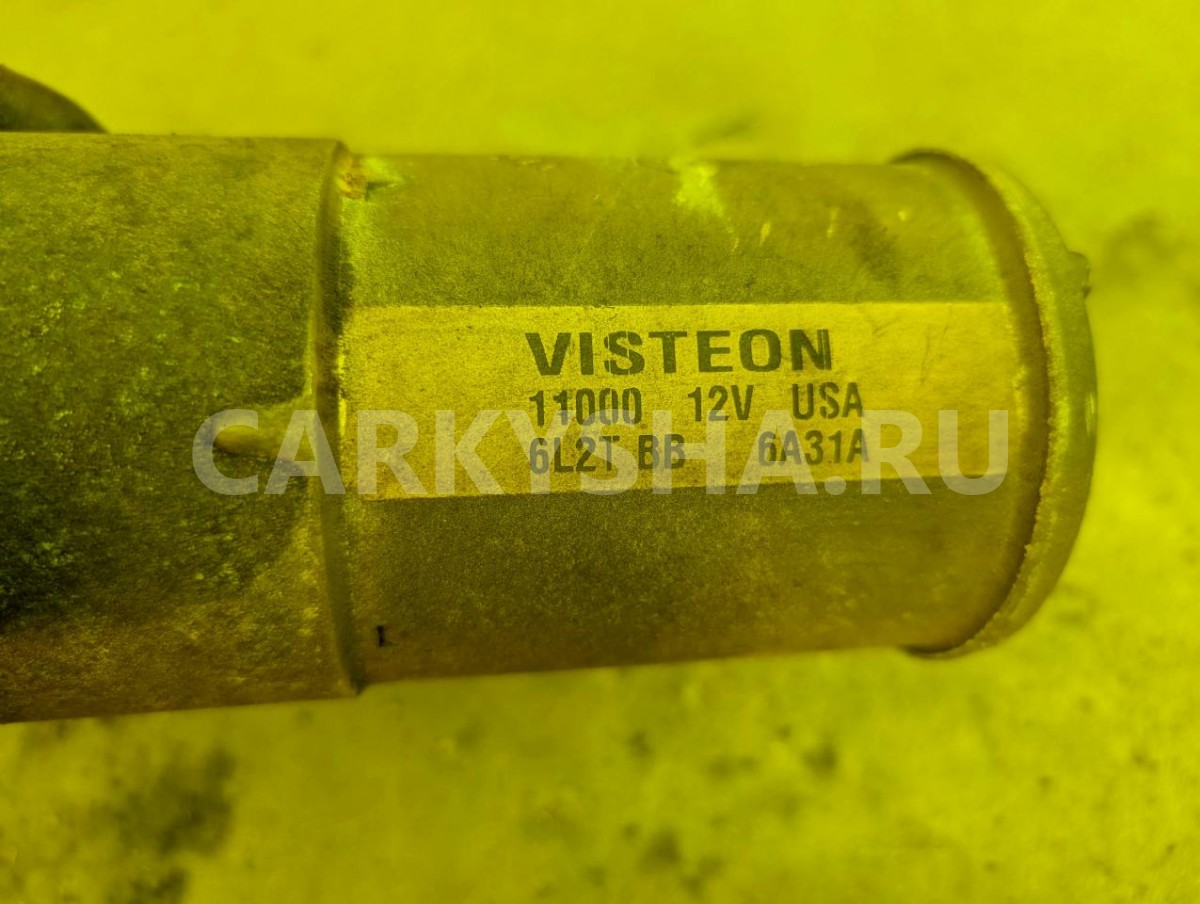 VISTEON
11000 12V USA
6L2T BB 6A31A
CARKYSHA.RU